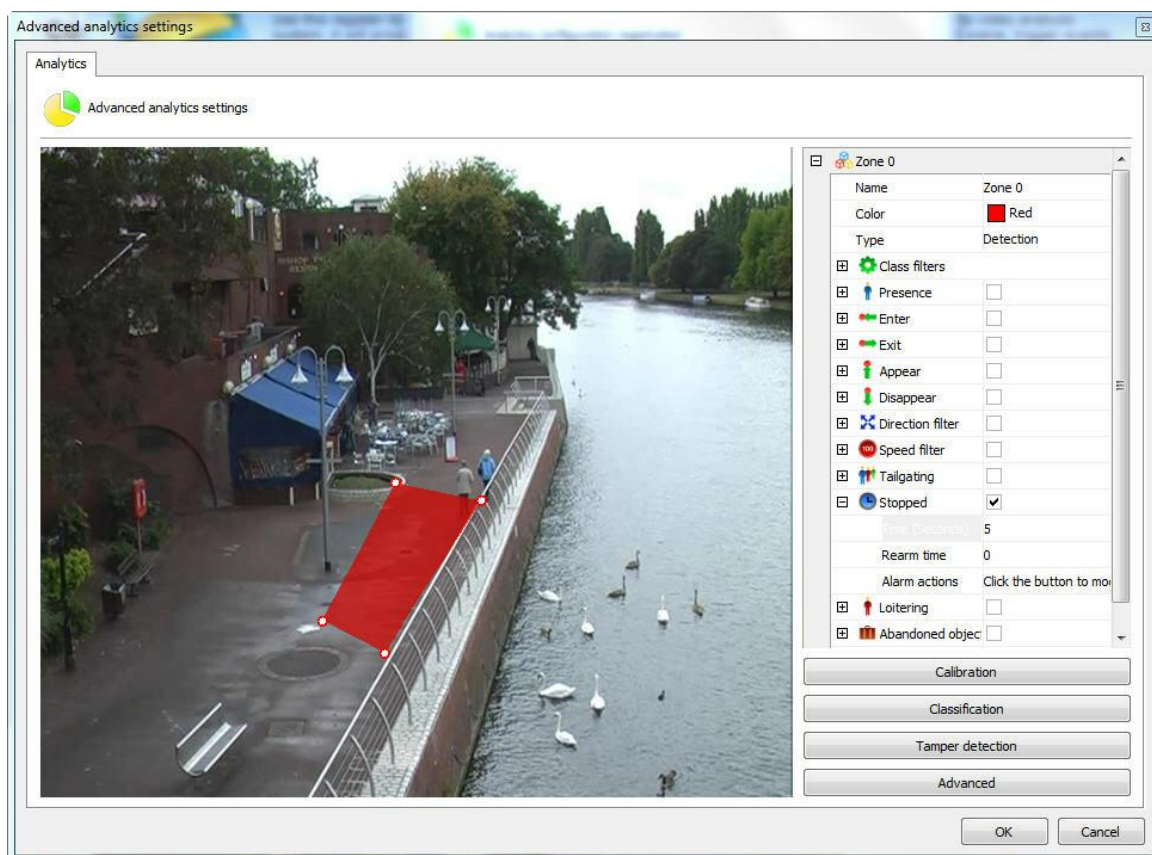 Advanced analytics settings
Analytics
Advanced analytics settings
Zone 0
Name Zone 0
Color Red
Type Detection
Class filters
Presence
Enter
Exit
Appear
Disappear
Direction filter
100 Speed filter
Tailgating
Stopped
Time (Seconds) 5
Rearm time 0
Alarm actions Click the button to mo
Loitering
Abandoned objec
Calibration
Classification
Tamper detection
Advanced
OK Cancel